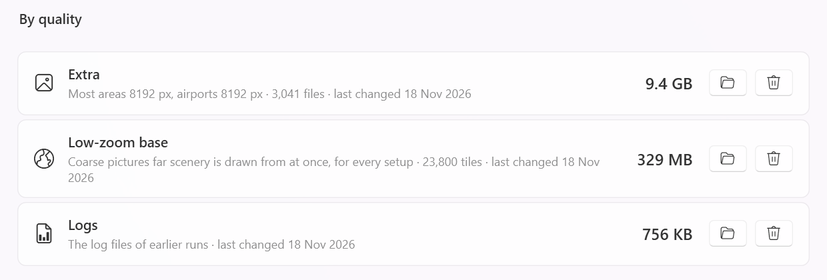 By quality
Extra
Most areas 8192 px, airports 8192 px · 3,041 files · last changed 18 Nov 2026
9.4 GB
Low-zoom base
Coarse pictures far scenery is drawn from at once, for every setup · 23,800 tiles · last changed 18 Nov
2026
329 MB
Logs
The log files of earlier runs · last changed 18 Nov 2026
756 KB